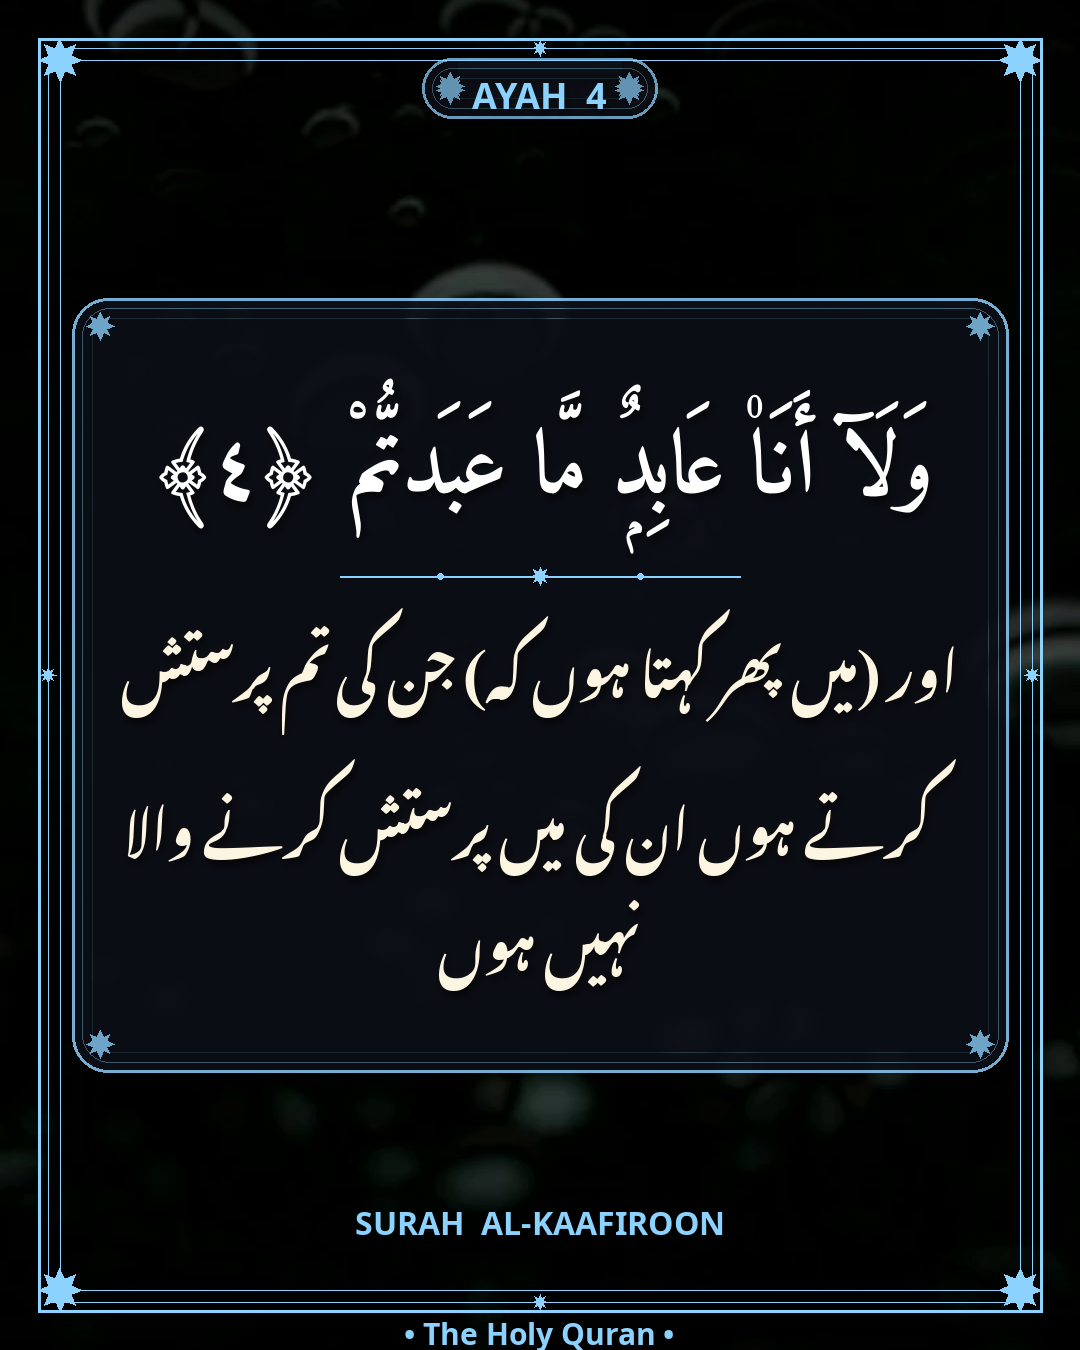 AYAH 4
وَلَآ أَنَا۠ عَابِدٌۭ مَّا عَبَدتُّمْ ﴿٤﴾
اور (میں پھر کہتا ہوں کہ) جن کی تم پرستش
کرتے ہوں ان کی میں پرستش کرنے والا
نہیں ہوں
SURAH AL-KAAFIROON
• The Holy Quran •